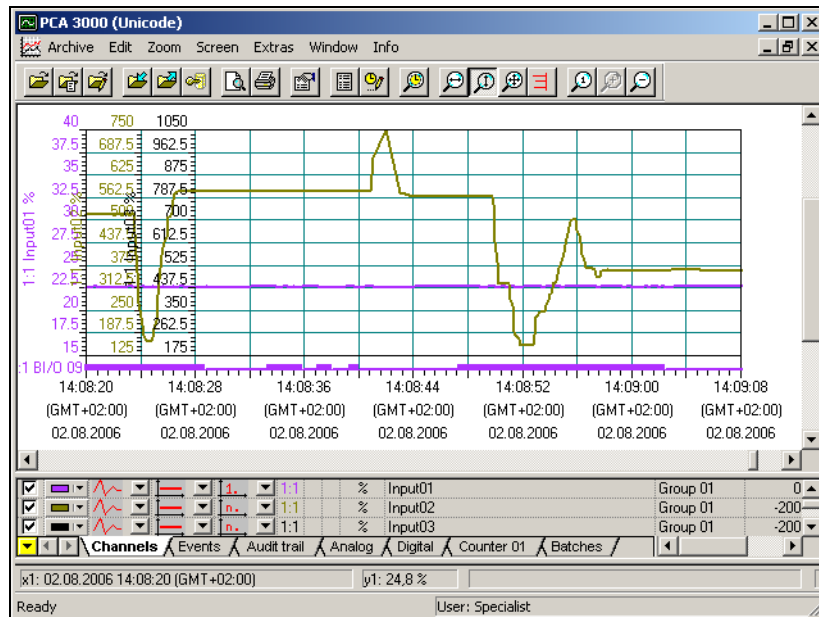 PCA 3000 (Unicode)
Archive Edit Zoom Screen Extras Window Info
40 750 1050
37.5 687.5 962.5
35 625 875
32.5 562.5 787.5
30 500 700
27.5 437.5 612.5
25 375 525
22.5 312.5 437.5
20 250 350
17.5 187.5 262.5
15 125 175
1:1 Input01 %
:1 BI/O 09
14:08:20 14:08:28 14:08:36 14:08:44 14:08:52 14:09:00 14:09:08
(GMT+02:00) (GMT+02:00) (GMT+02:00) (GMT+02:00) (GMT+02:00) (GMT+02:00) (GMT+02:00)
02.08.2006 02.08.2006 02.08.2006 02.08.2006 02.08.2006 02.08.2006 02.08.2006
1. 1:1 % Input01 Group 01 0
n. 1:1 % Input02 Group 01 -200
n. 1:1 % Input03 Group 01 -200
Channels Events Audit trail Analog Digital Counter 01 Batches
x1: 02.08.2006 14:08:20 (GMT+02:00) y1: 24,8 %
Ready User: Specialist